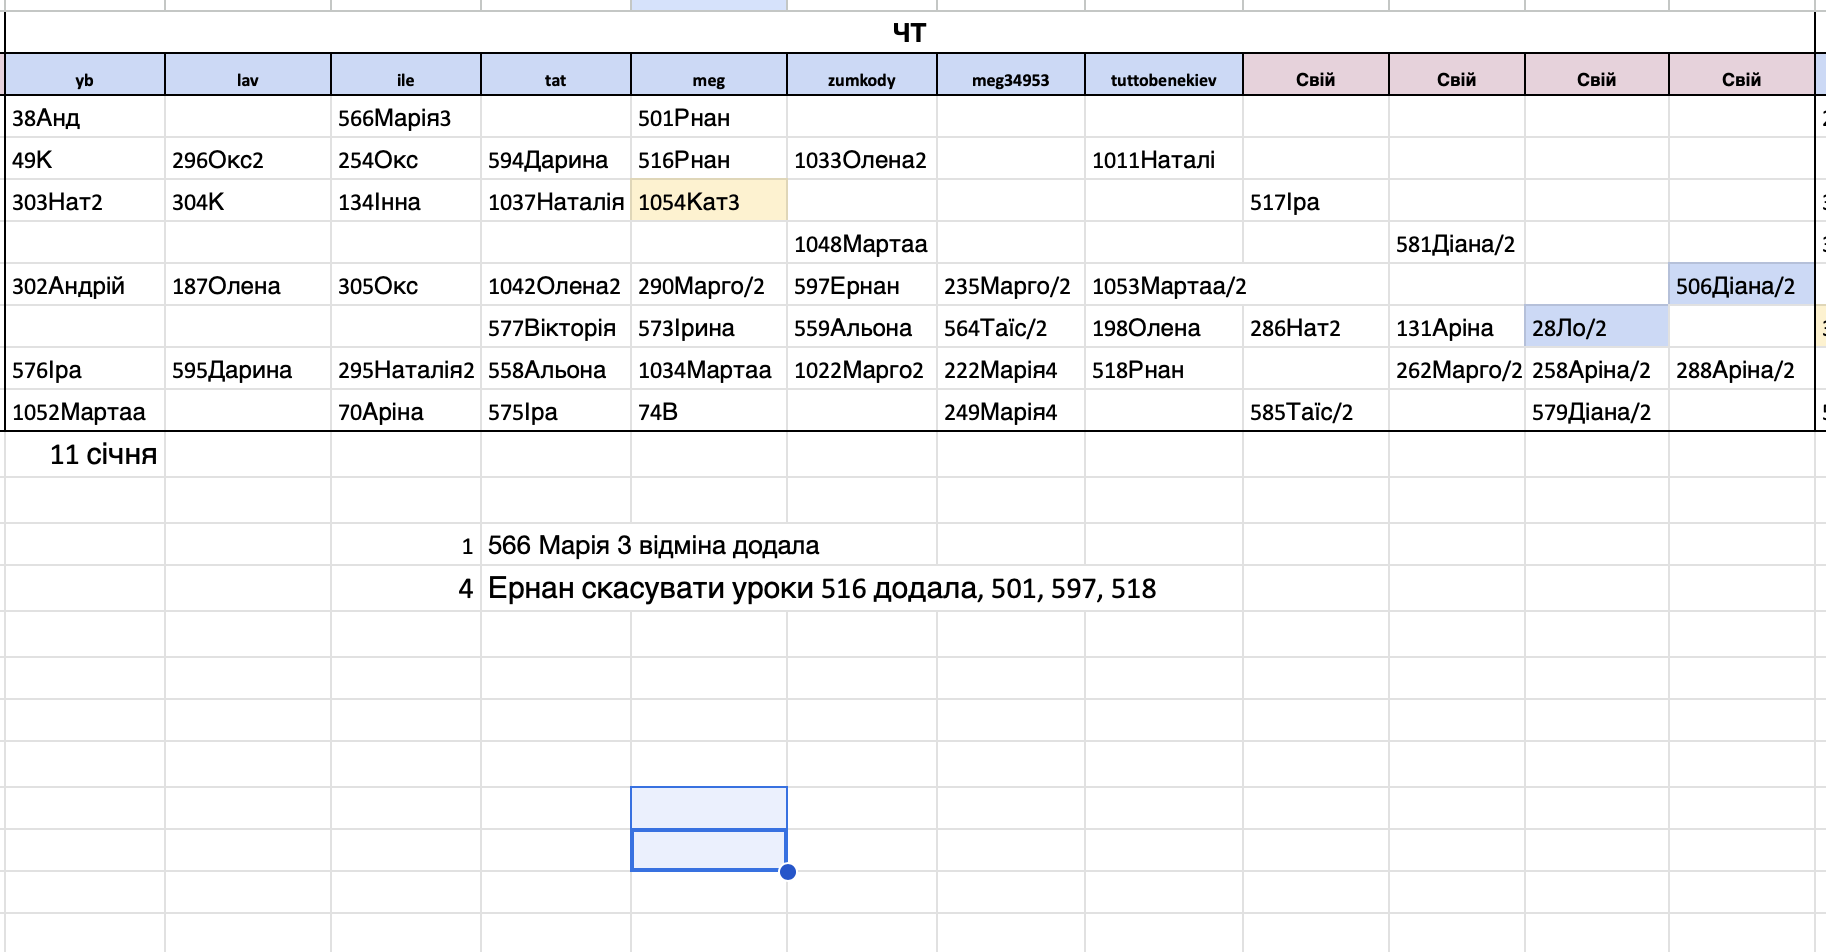 ЧТ
yb lav ile tat meg zumkody meg34953 tuttobenekiev Свій Свій Свій Свій
38Анд 566Марія3 501Рнан
49К 296Окс2 254Окс 594Дарина 516Рнан 1033Олена2 1011Наталі
303Нат2 304К 134Інна 1037Наталія 1054Кат3 517Іра
1048Мартаа 581Діана/2
302Андрій 187Олена 305Окс 1042Олена2 290Марго/2 597Ернан 235Марго/2 1053Мартаа/2 506Діана/2
577Вікторія 573Ірина 559Альона 564Таїс/2 198Олена 286Нат2 131Аріна 28Ло/2
576Іра 595Дарина 295Наталія2 558Альона 1034Мартаа 1022Марго2 222Марія4 518Рнан 262Марго/2 258Аріна/2 288Аріна/2
1052Мартаа 70Аріна 575Іра 74В 249Марія4 585Таїс/2 579Діана/2
11 січня
1 566 Марія 3 відміна додала
4 Ернан скасувати уроки 516 додала, 501, 597, 518